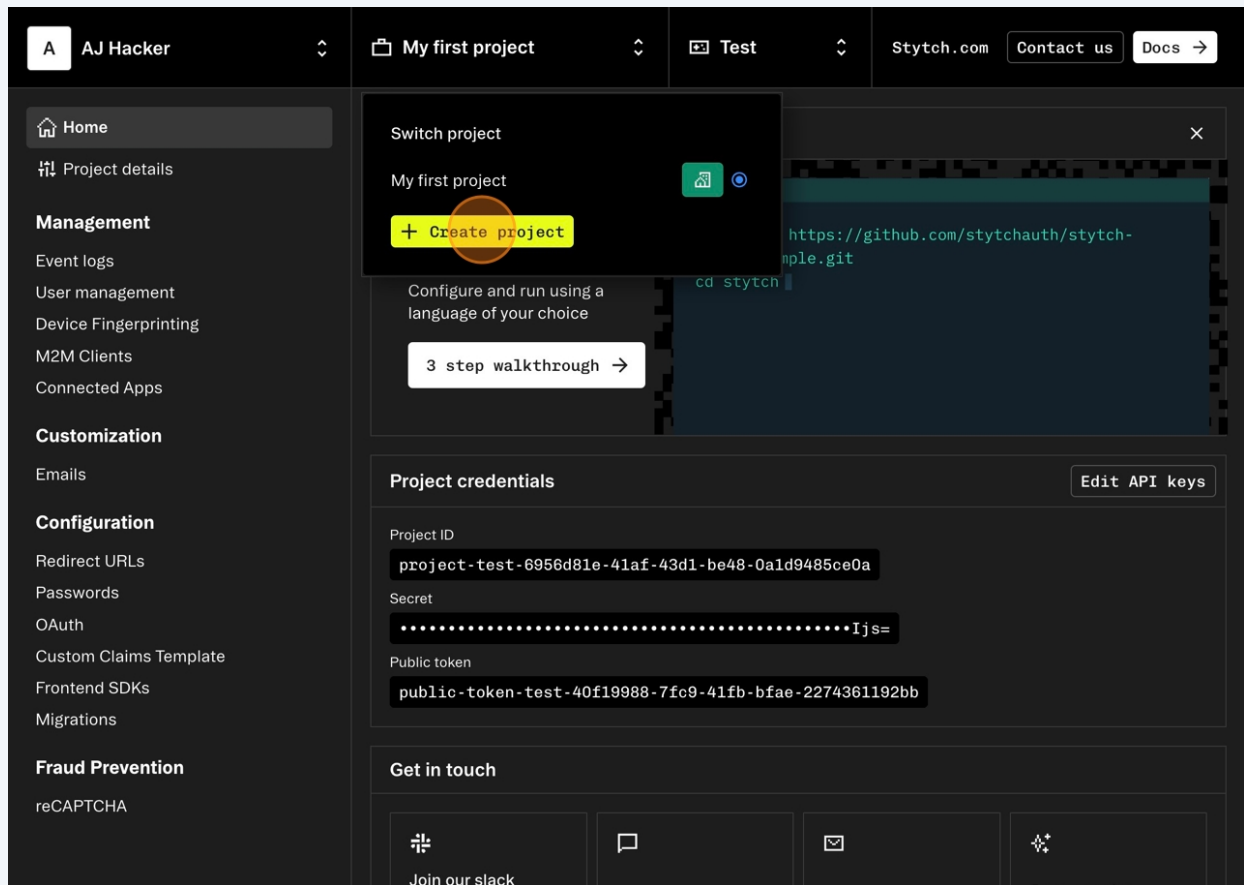 A AJ Hacker
My first project
Test
Stytch.com
Contact us
Docs →
Home
Project details
Management
Event logs
User management
Device Fingerprinting
M2M Clients
Connected Apps
Customization
Emails
Configuration
Redirect URLs
Passwords
OAuth
Custom Claims Template
Frontend SDKs
Migrations
Fraud Prevention
reCAPTCHA
Switch project
My first project
+ Create project
https://github.com/stytchauth/stytch-
mple.git
cd stytch
Configure and run using a
language of your choice
3 step walkthrough →
Project credentials
Edit API keys
Project ID
project-test-6956d81e-41af-43d1-be48-0a1d9485ce0a
Secret
•••••••••••••••••••••••••••••••••••••••••••••••Ijs=
Public token
public-token-test-40f19988-7fc9-41fb-bfae-2274361192bb
Get in touch
Join our slack